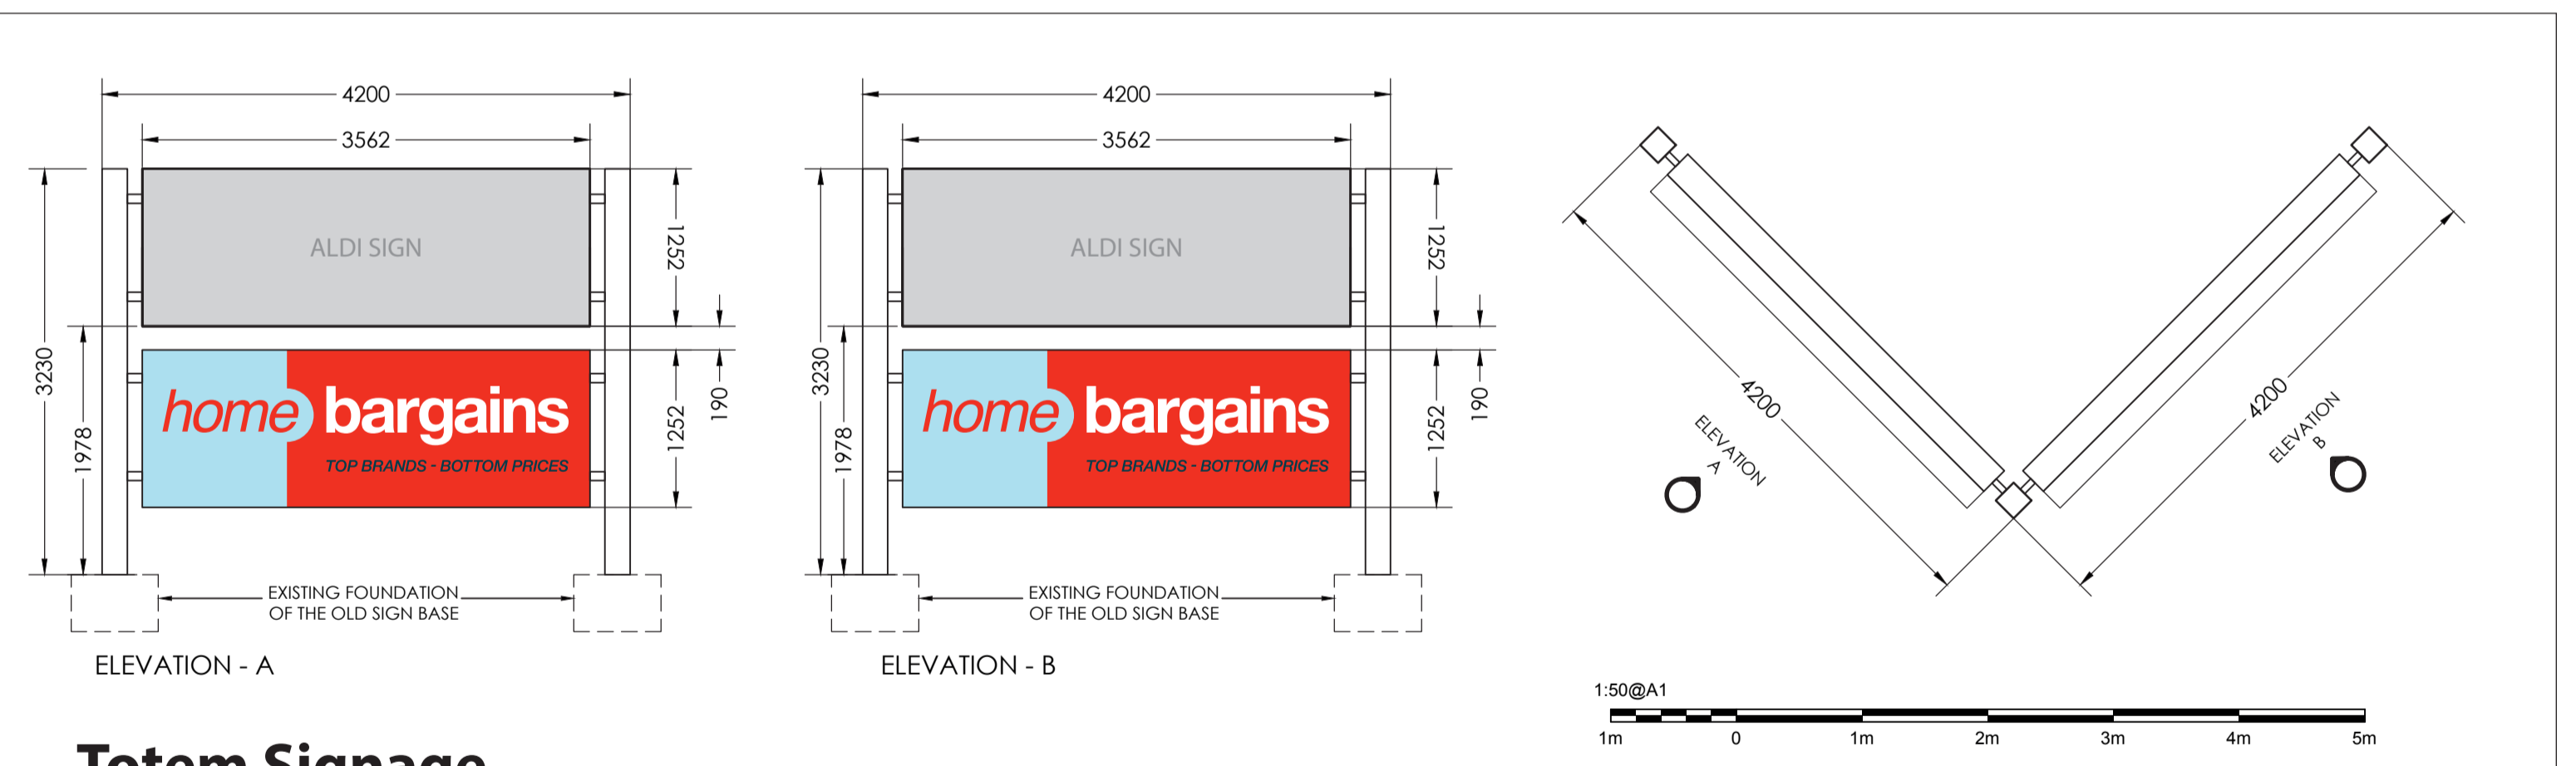 4200
3562
ALDI SIGN
1252
190
3230
1978
home bargains
TOP BRANDS - BOTTOM PRICES
1252
EXISTING FOUNDATION
OF THE OLD SIGN BASE
ELEVATION - A
4200
3562
ALDI SIGN
1252
190
3230
1978
home bargains
TOP BRANDS - BOTTOM PRICES
1252
EXISTING FOUNDATION
OF THE OLD SIGN BASE
ELEVATION - B
4200
ELEVATION
A
4200
ELEVATION
B
1:50@A1
1m 0 1m 2m 3m 4m 5m
Totem Signage